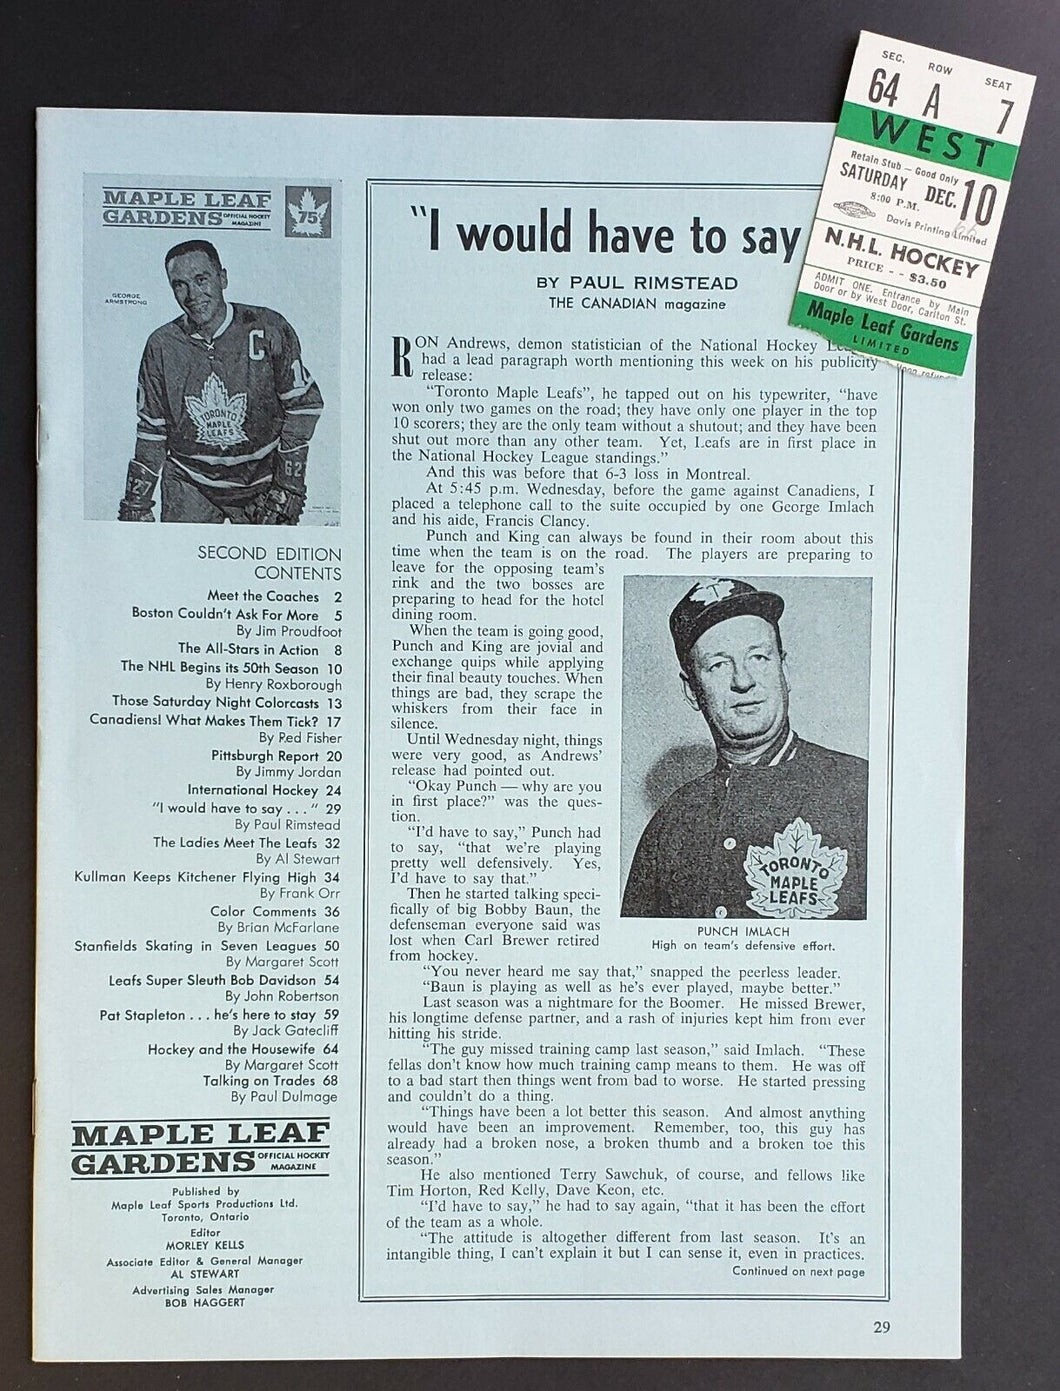 SEC. ROW SEAT
64 A 7
WEST
Retain Stub — Good Only
SATURDAY DEC. 10
8:00 P.M.
Davis Printing Limited
66
N.H.L. HOCKEY
PRICE - - $3.50
ADMIT ONE. Entrance by Main
Door or by West Door, Carlton St.
Maple Leaf Gardens
LIMITED
MAPLE LEAF
GARDENS OFFICIAL HOCKEY
MAGAZINE
75¢
GEORGE
ARMSTRONG
C
TORONTO
MAPLE
LEAFS
SECOND EDITION
CONTENTS
Meet the Coaches 2
Boston Couldn't Ask For More 5
By Jim Proudfoot
The All-Stars in Action 8
The NHL Begins its 50th Season 10
By Henry Roxborough
Those Saturday Night Colorcasts 13
Canadiens! What Makes Them Tick? 17
By Red Fisher
Pittsburgh Report 20
By Jimmy Jordan
International Hockey 24
"I would have to say . . . " 29
By Paul Rimstead
The Ladies Meet The Leafs 32
By Al Stewart
Kullman Keeps Kitchener Flying High 34
By Frank Orr
Color Comments 36
By Brian McFarlane
Stanfields Skating in Seven Leagues 50
By Margaret Scott
Leafs Super Sleuth Bob Davidson 54
By John Robertson
Pat Stapleton . . . he's here to stay 59
By Jack Gatecliff
Hockey and the Housewife 64
By Margaret Scott
Talking on Trades 68
By Paul Dulmage
MAPLE LEAF
GARDENS OFFICIAL HOCKEY
MAGAZINE
Published by
Maple Leaf Sports Productions Ltd.
Toronto, Ontario
Editor
MORLEY KELLS
Associate Editor & General Manager
AL STEWART
Advertising Sales Manager
BOB HAGGERT
"I would have to say
BY PAUL RIMSTEAD
THE CANADIAN magazine
RON Andrews, demon statistician of the National Hockey
had a lead paragraph worth mentioning this week on his publicity
release:
"Toronto Maple Leafs", he tapped out on his typewriter, "have
won only two games on the road; they have only one player in the top
10 scorers; they are the only team without a shutout; and they have been
shut out more than any other team. Yet, Leafs are in first place in
the National Hockey League standings."
And this was before that 6-3 loss in Montreal.
At 5:45 p.m. Wednesday, before the game against Canadiens, I
placed a telephone call to the suite occupied by one George Imlach
and his aide, Francis Clancy.
Punch and King can always be found in their room about this
time when the team is on the road. The players are preparing to
leave for the opposing team's
rink and the two bosses are
preparing to head for the hotel
dining room.
When the team is going good,
Punch and King are jovial and
exchange quips while applying
their final beauty touches. When
things are bad, they scrape the
whiskers from their face in
silence.
Until Wednesday night, things
were very good, as Andrews'
release had pointed out.
"Okay Punch — why are you
in first place?" was the ques-
tion.
"I'd have to say," Punch had
to say, "that we're playing
pretty well defensively. Yes,
I'd have to say that."
Then he started talking speci-
fically of big Bobby Baun, the
defenseman everyone said was
lost when Carl Brewer retired
from hockey.
TORONTO
MAPLE
LEAFS
PUNCH IMLACH
High on team's defensive effort.
"You never heard me say that," snapped the peerless leader.
"Baun is playing as well as he's ever played, maybe better."
Last season was a nightmare for the Boomer. He missed Brewer,
his longtime defense partner, and a rash of injuries kept him from ever
hitting his stride.
"The guy missed training camp last season," said Imlach. "These
fellas don't know how much training camp means to them. He was off
to a bad start then things went from bad to worse. He started pressing
and couldn't do a thing.
"Things have been a lot better this season. And almost anything
would have been an improvement. Remember, too, this guy has
already had a broken nose, a broken thumb and a broken toe this
season."
He also mentioned Terry Sawchuk, of course, and fellows like
Tim Horton, Red Kelly, Dave Keon, etc.
"I'd have to say," he had to say again, "that it has been the effort
of the team as a whole.
"The attitude is altogether different from last season. It's an
intangible thing, I can't explain it but I can sense it, even in practices.
Continued on next page
29